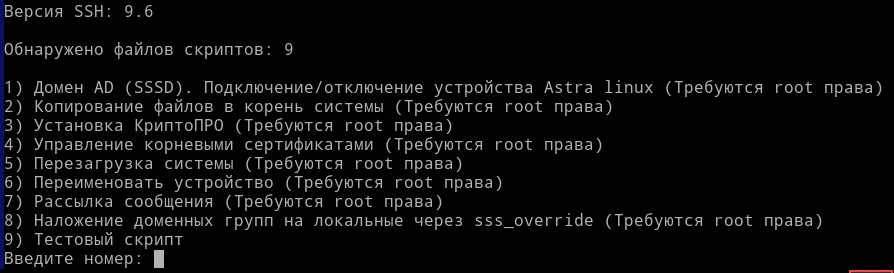 Версия SSH: 9.6
Обнаружено файлов скриптов: 9
1) Домен AD (SSSD). Подключение/отключение устройства Astra linux (Требуются root права)
2) Копирование файлов в корень системы (Требуются root права)
3) Установка КриптоПРО (Требуются root права)
4) Управление корневыми сертификатами (Требуются root права)
5) Перезагрузка системы (Требуются root права)
6) Переименовать устройство (Требуются root права)
7) Рассылка сообщения (Требуются root права)
8) Наложение доменных групп на локальные через sss_override (Требуются root права)
9) Тестовый скрипт
Введите номер: